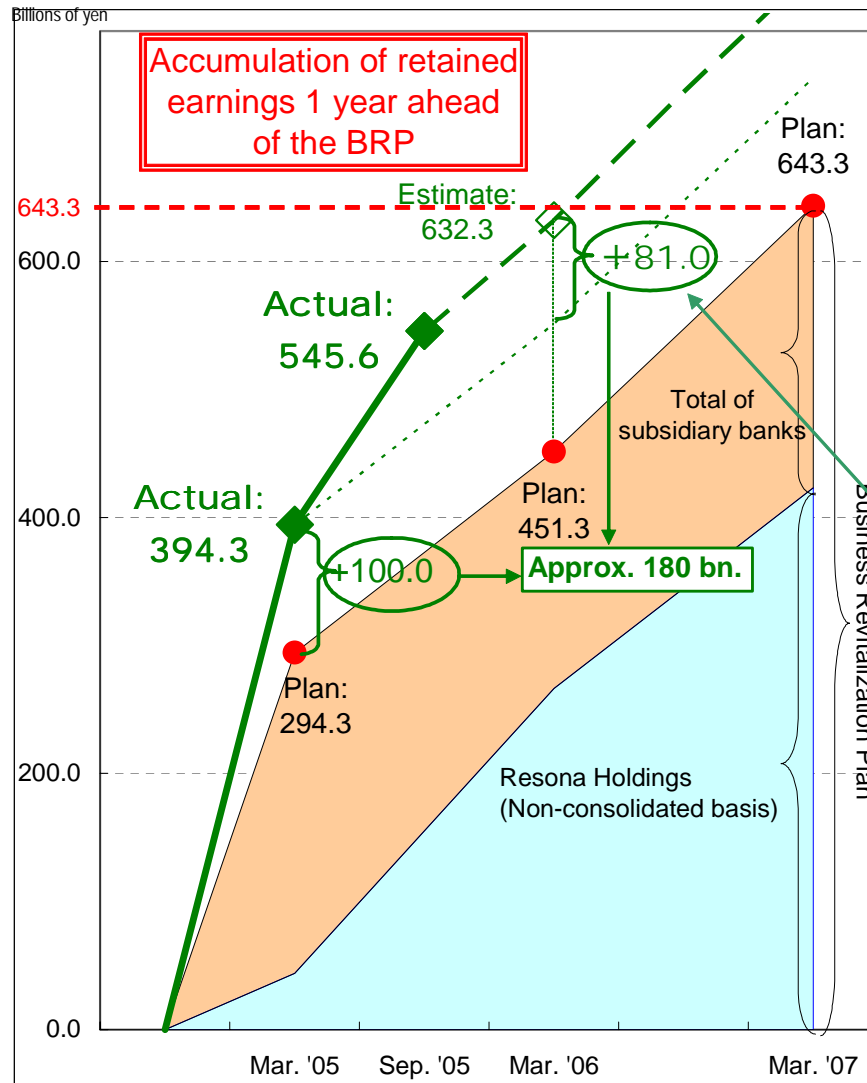 Billions of yen
Accumulation of retained
earnings 1 year ahead
of the BRP
Plan:
643.3
643.3
Estimate:
632.3
600.0
+81.0
Actual:
545.6
Total of
subsidiary banks
Actual:
394.3
400.0
Plan:
451.3
+100.0
Approx. 180 bn.
Business Revitalization Plan
Plan:
294.3
200.0
Resona Holdings
(Non-consolidated basis)
0.0
Mar. '05 Sep. '05 Mar. '06 Mar. '07